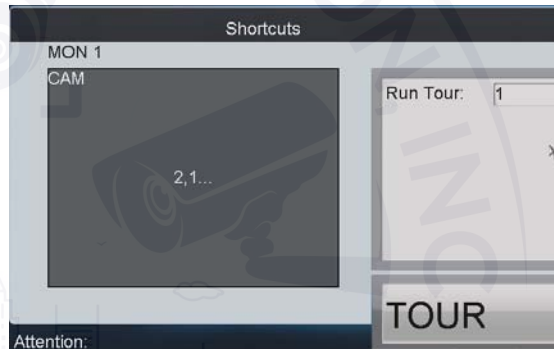 Shortcuts
MON 1
CAM
2,1...
Run Tour:
1
x
TOUR
Attention: